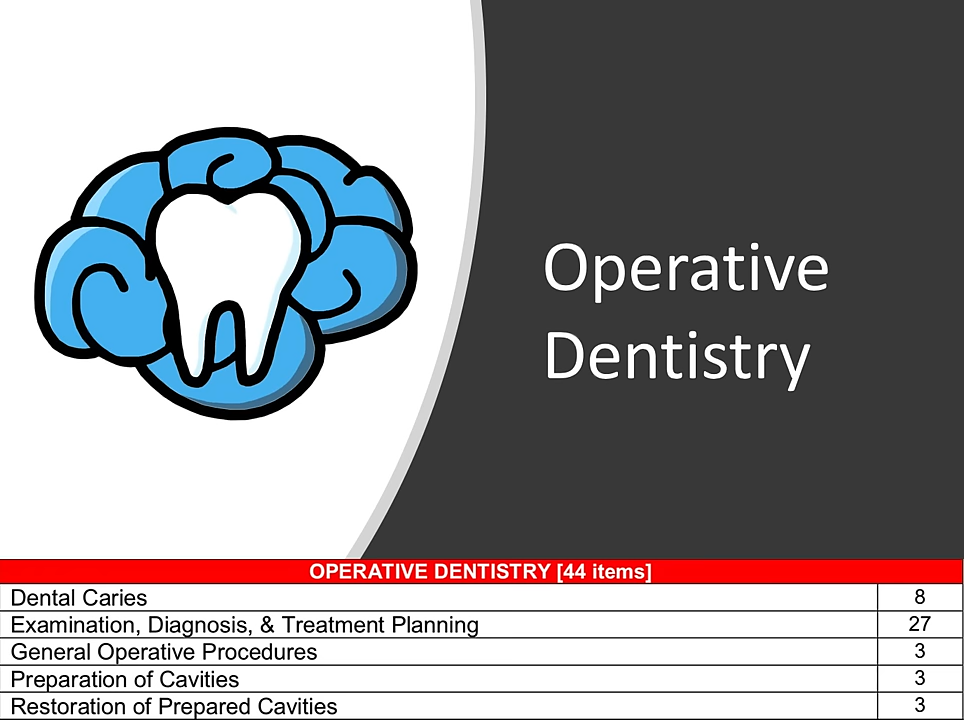 Operative
Dentistry
OPERATIVE DENTISTRY [44 items]
Dental Caries 8
Examination, Diagnosis, & Treatment Planning 27
General Operative Procedures 3
Preparation of Cavities 3
Restoration of Prepared Cavities 3